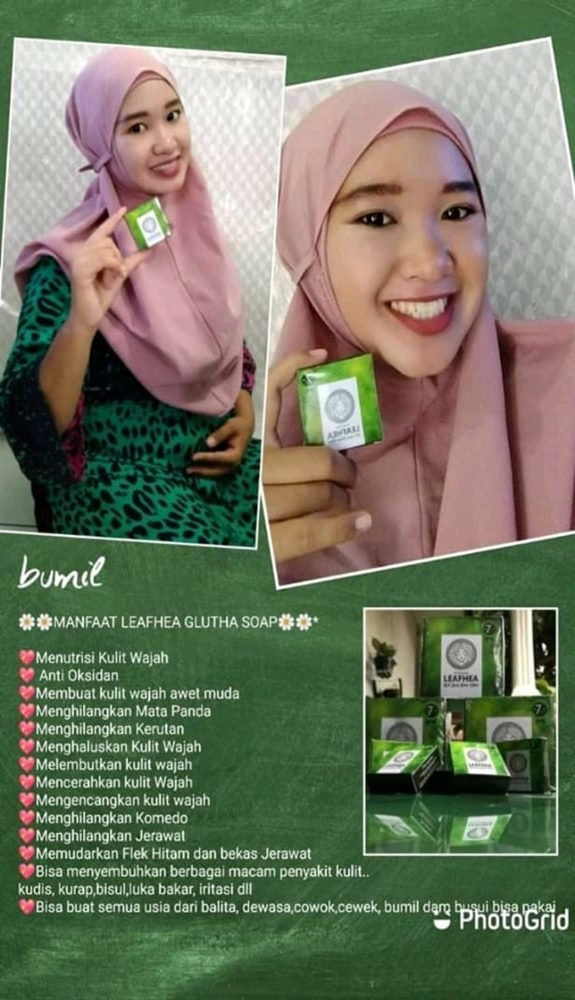 LEAFHEA
bumil
MANFAAT LEAFHEA GLUTHA SOAP*
Menutrisi Kulit Wajah
Anti Oksidan
Membuat kulit wajah awet muda
Menghilangkan Mata Panda
Menghilangkan Kerutan
Menghaluskan Kulit Wajah
Melembutkan kulit wajah
Mencerahkan kulit Wajah
Mengencangkan kulit wajah
Menghilangkan Komedo
Menghilangkan Jerawat
Memudarkan Flek Hitam dan bekas Jerawat
Bisa menyembuhkan berbagai macam penyakit kulit..
kudis, kurap,bisul,luka bakar, iritasi dll
Bisa buat semua usia dari balita, dewasa,cowok,cewek, bumil dam busui bisa pakai
LEAFHEA
PhotoGrid